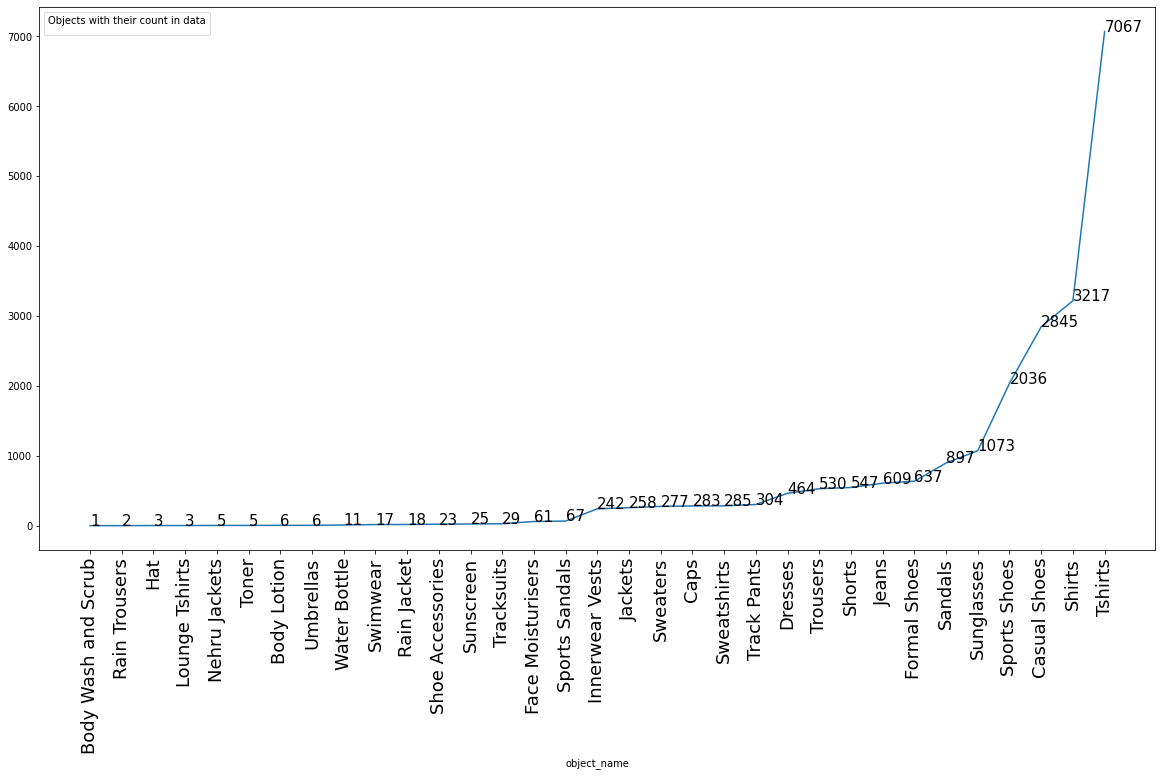 Objects with their count in data
7000
6000
5000
4000
3000
2000
1000
0
1
2
3
3
5
5
6
6
11
17
18
23
25
29
61
67
242
258
277
283
285
304
464
530
547
609
637
897
1073
2036
2845
3217
7067
Body Wash and Scrub
Rain Trousers
Hat
Lounge Tshirts
Nehru Jackets
Toner
Body Lotion
Umbrellas
Water Bottle
Swimwear
Rain Jacket
Shoe Accessories
Sunscreen
Tracksuits
Face Moisturisers
Sports Sandals
Innerwear Vests
Jackets
Sweaters
Caps
Sweatshirts
Track Pants
Dresses
Trousers
Shorts
Jeans
Formal Shoes
Sandals
Sunglasses
Sports Shoes
Casual Shoes
Shirts
Tshirts
object_name